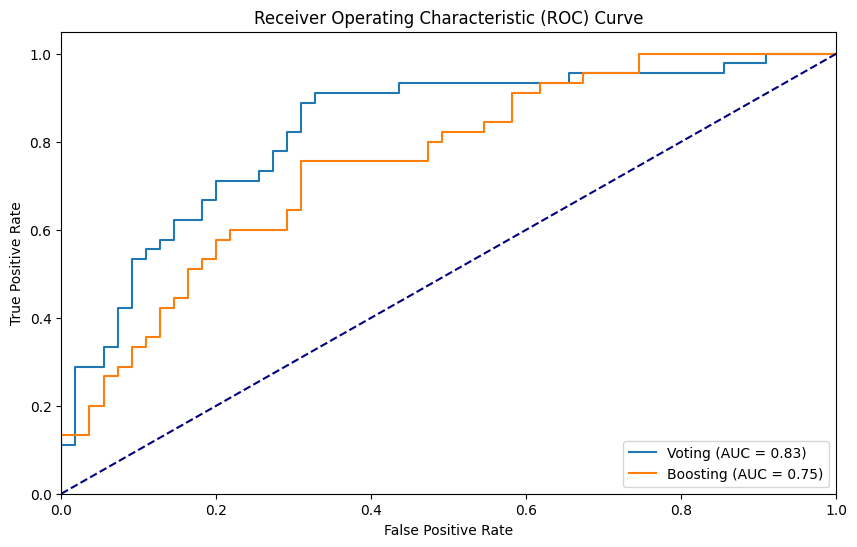 Receiver Operating Characteristic (ROC) Curve
True Positive Rate
1.0
0.8
0.6
0.4
0.2
0.0
0.0 0.2 0.4 0.6 0.8 1.0
False Positive Rate
Voting (AUC = 0.83)
Boosting (AUC = 0.75)